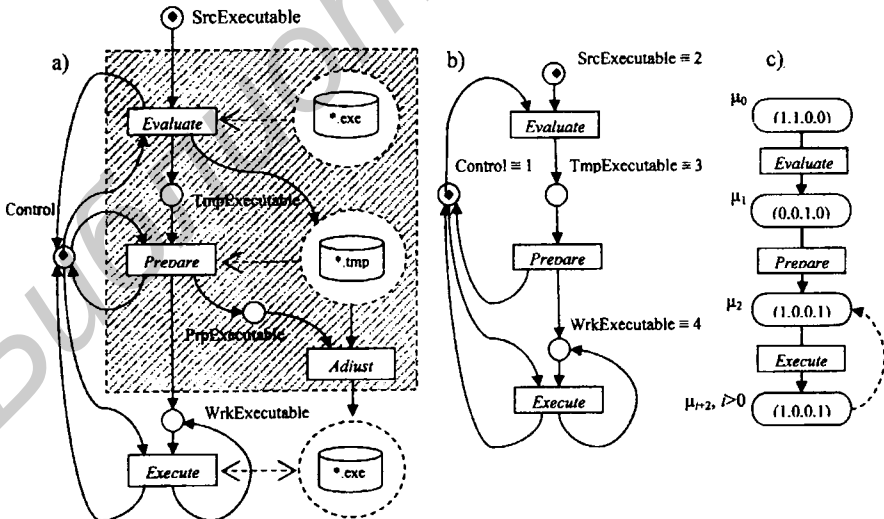 SrcExecutable
a)
Evaluate
*.exe
TmpExecutable
Control
Prepare
*.tmp
PrpExecutable
Adjust
WrkExecutable
Execute
*.exe
b)
SrcExecutable ≡ 2
Evaluate
Control ≡ 1
TmpExecutable ≡ 3
Prepare
WrkExecutable ≡ 4
Execute
c)
μ0
(1.1.0.0)
Evaluate
μ1
(0.0.1.0)
Prepare
μ2
(1.0.0.1)
Execute
μi+2, i>0
(1.0.0.1)